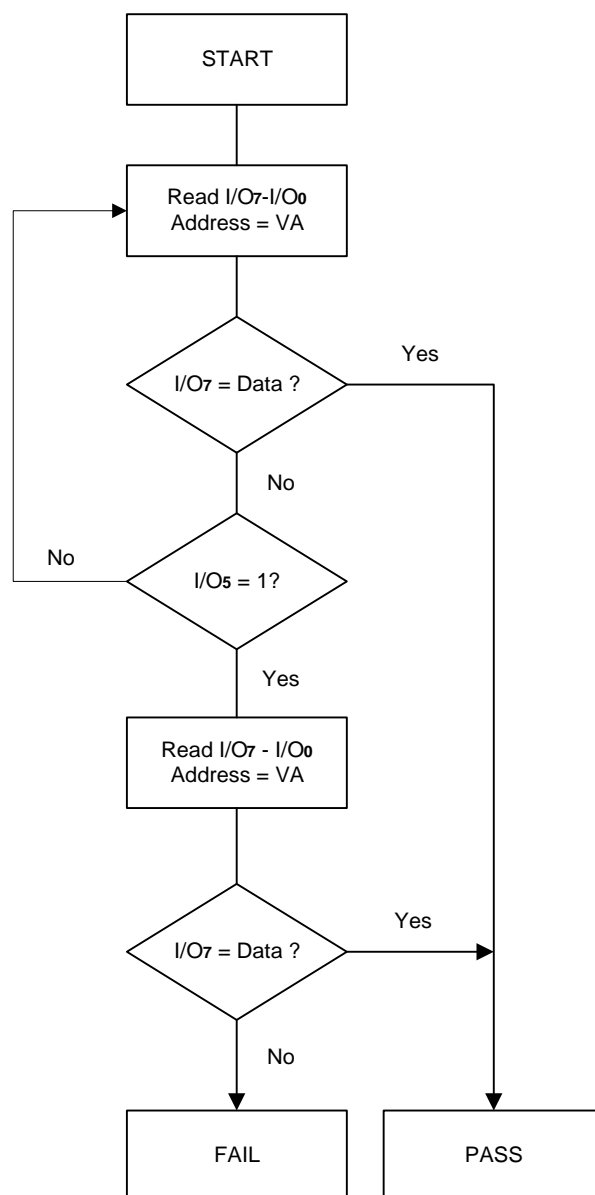 START
Read I/O7-I/O0
Address = VA
I/O7 = Data ?
Yes
No
I/O5 = 1?
No
Yes
Read I/O7 - I/O0
Address = VA
I/O7 = Data ?
Yes
No
FAIL
PASS